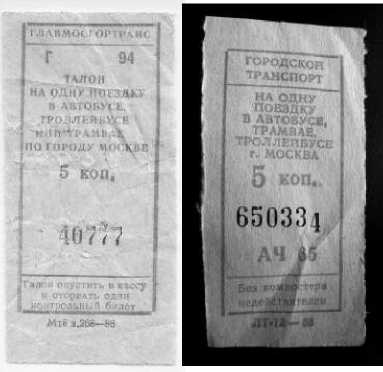 ГЛАВМОСГОРТРАНС
Г 94
ТАЛОН
НА ОДНУ ПОЕЗДКУ
В АВТОБУСЕ,
ТРОЛЛЕЙБУСЕ
ИЛИ ТРАМВАЕ
ПО ГОРОДУ МОСКВЕ
5 коп.
40777
Талон опустить в кассу
и оторвать один
контрольный билет
ГОРОДСКОЙ
ТРАНСПОРТ
НА ОДНУ
ПОЕЗДКУ
В АВТОБУСЕ,
ТРАМВАЕ,
ТРОЛЛЕЙБУСЕ
г. МОСКВА
5 коп.
650334
АЧ 65
Без компостера
недействителен